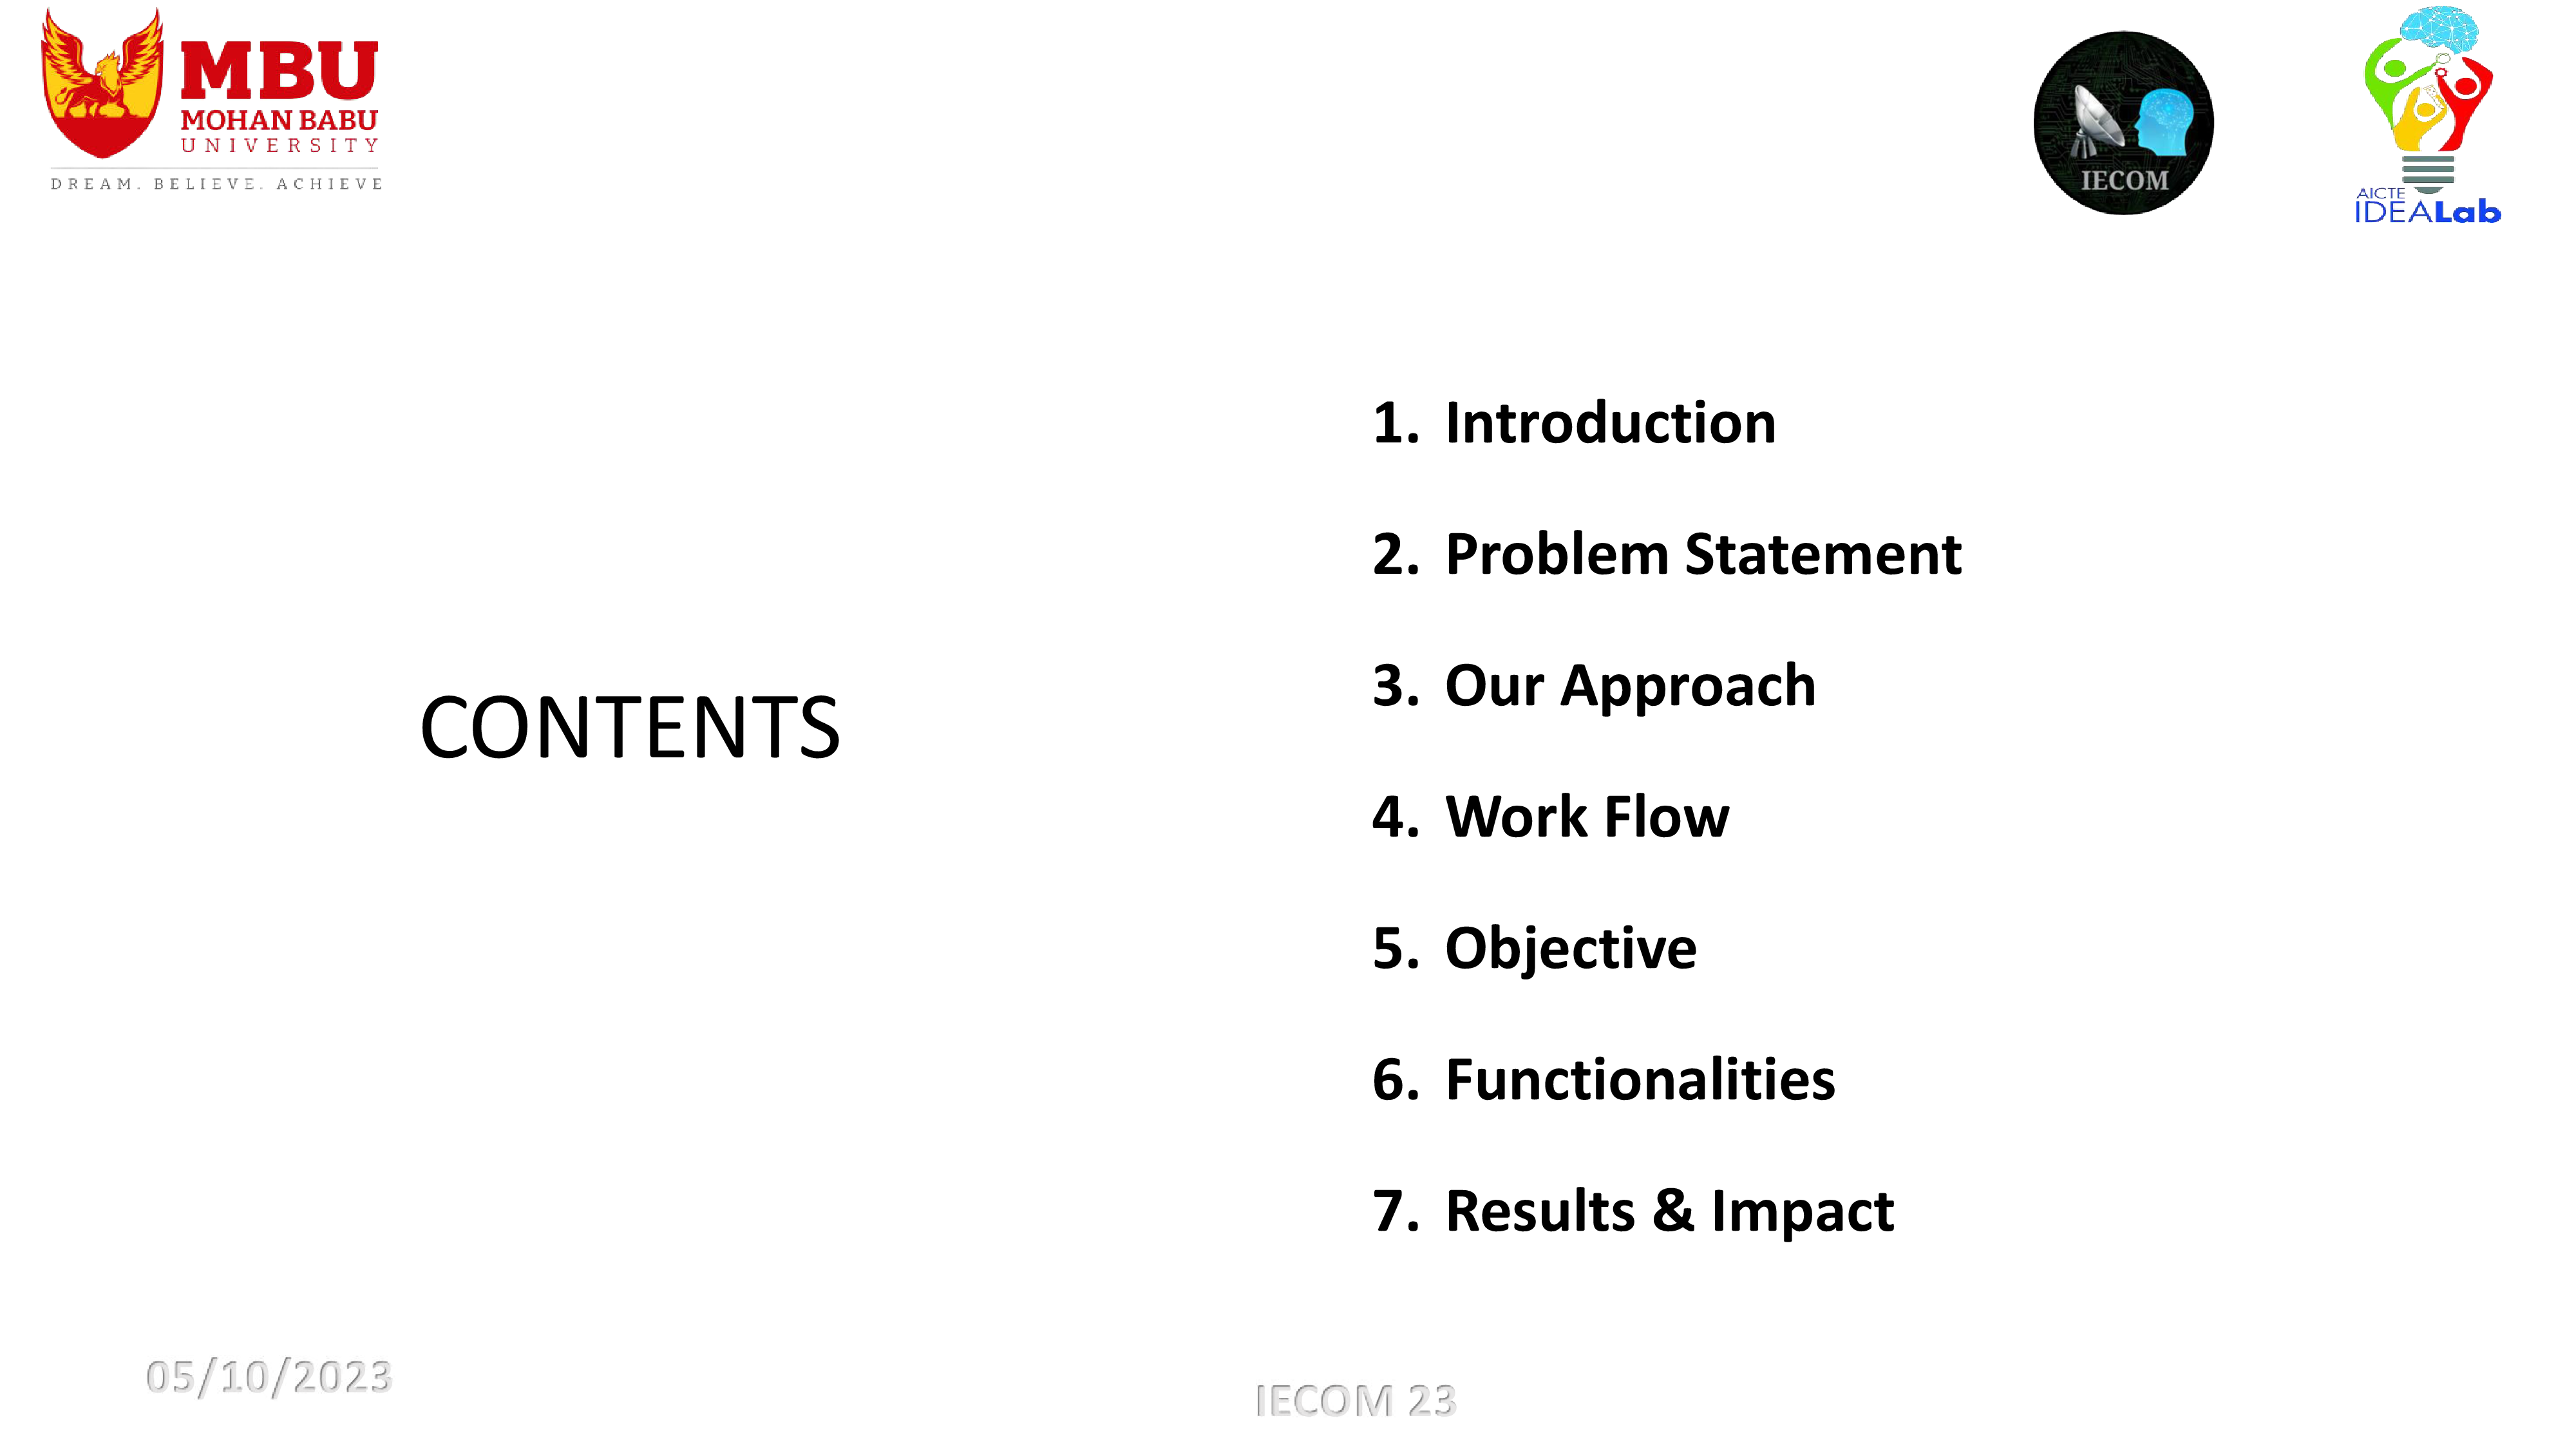 MBU
MOHAN BABU
UNIVERSITY
DREAM. BELIEVE. ACHIEVE
IECOM
AICTE
IDEALab
CONTENTS
1. Introduction
2. Problem Statement
3. Our Approach
4. Work Flow
5. Objective
6. Functionalities
7. Results & Impact
05/10/2023
IECOM 23